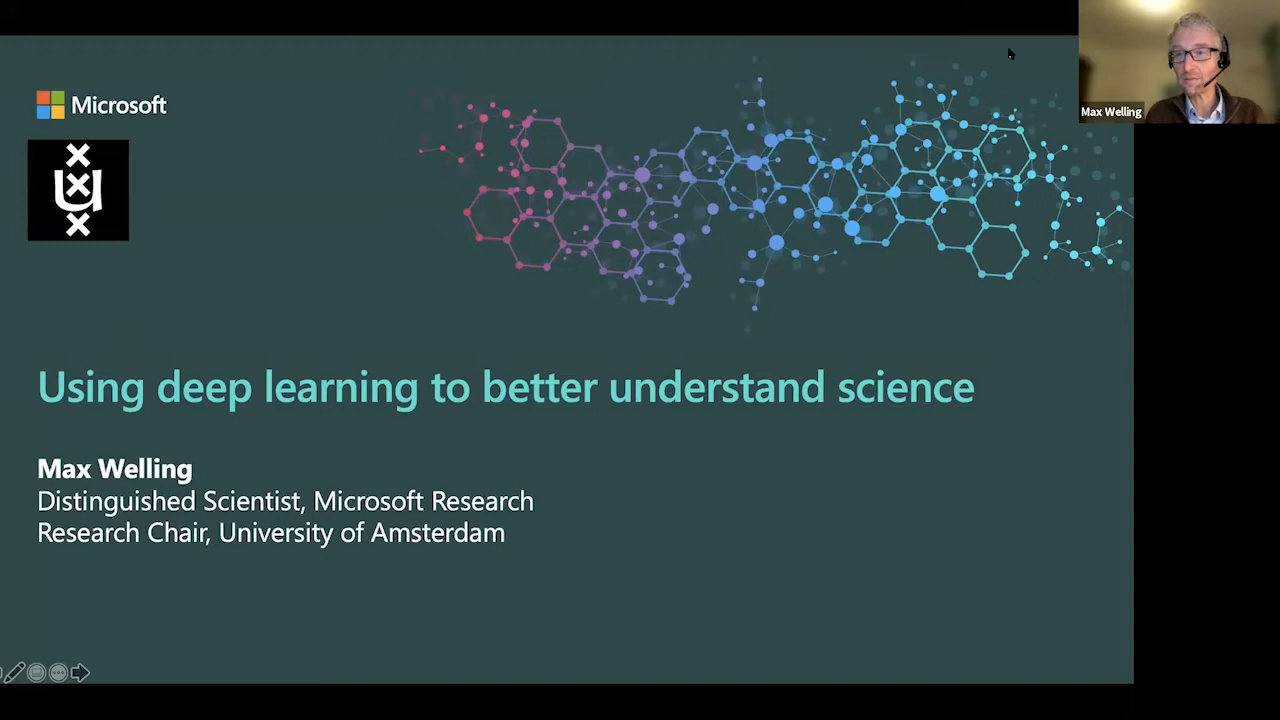 Microsoft
Max Welling
Using deep learning to better understand science
Max Welling
Distinguished Scientist, Microsoft Research
Research Chair, University of Amsterdam